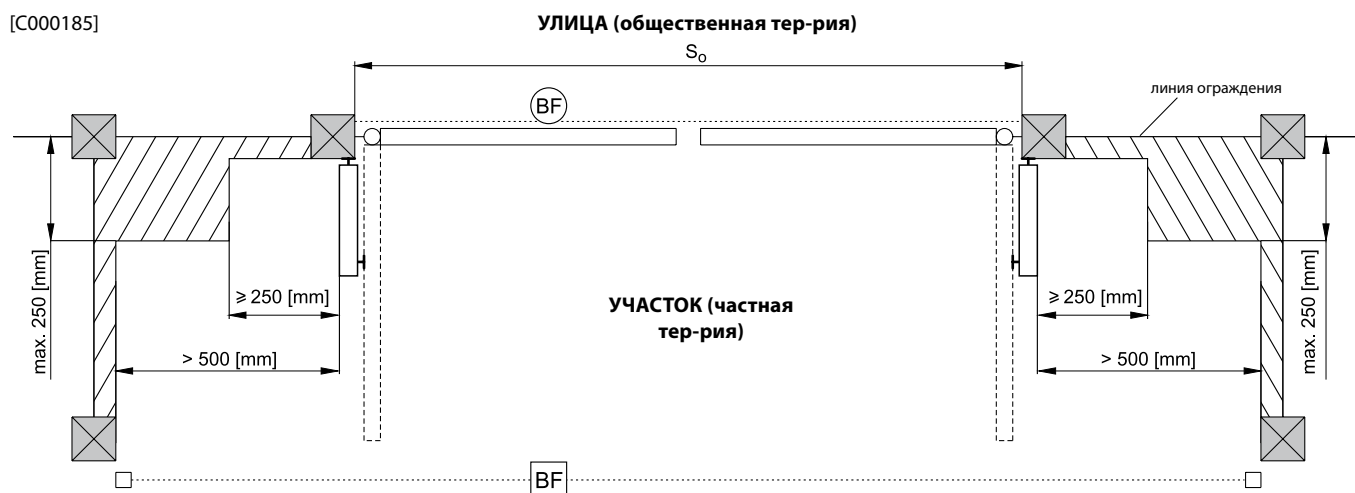 [C000185]
УЛИЦА (общественная тер-рия)
So
BF
линия ограждения
max. 250 [mm]
⩾ 250 [mm]
> 500 [mm]
УЧАСТОК (частная
тер-рия)
⩾ 250 [mm]
> 500 [mm]
max. 250 [mm]
BF